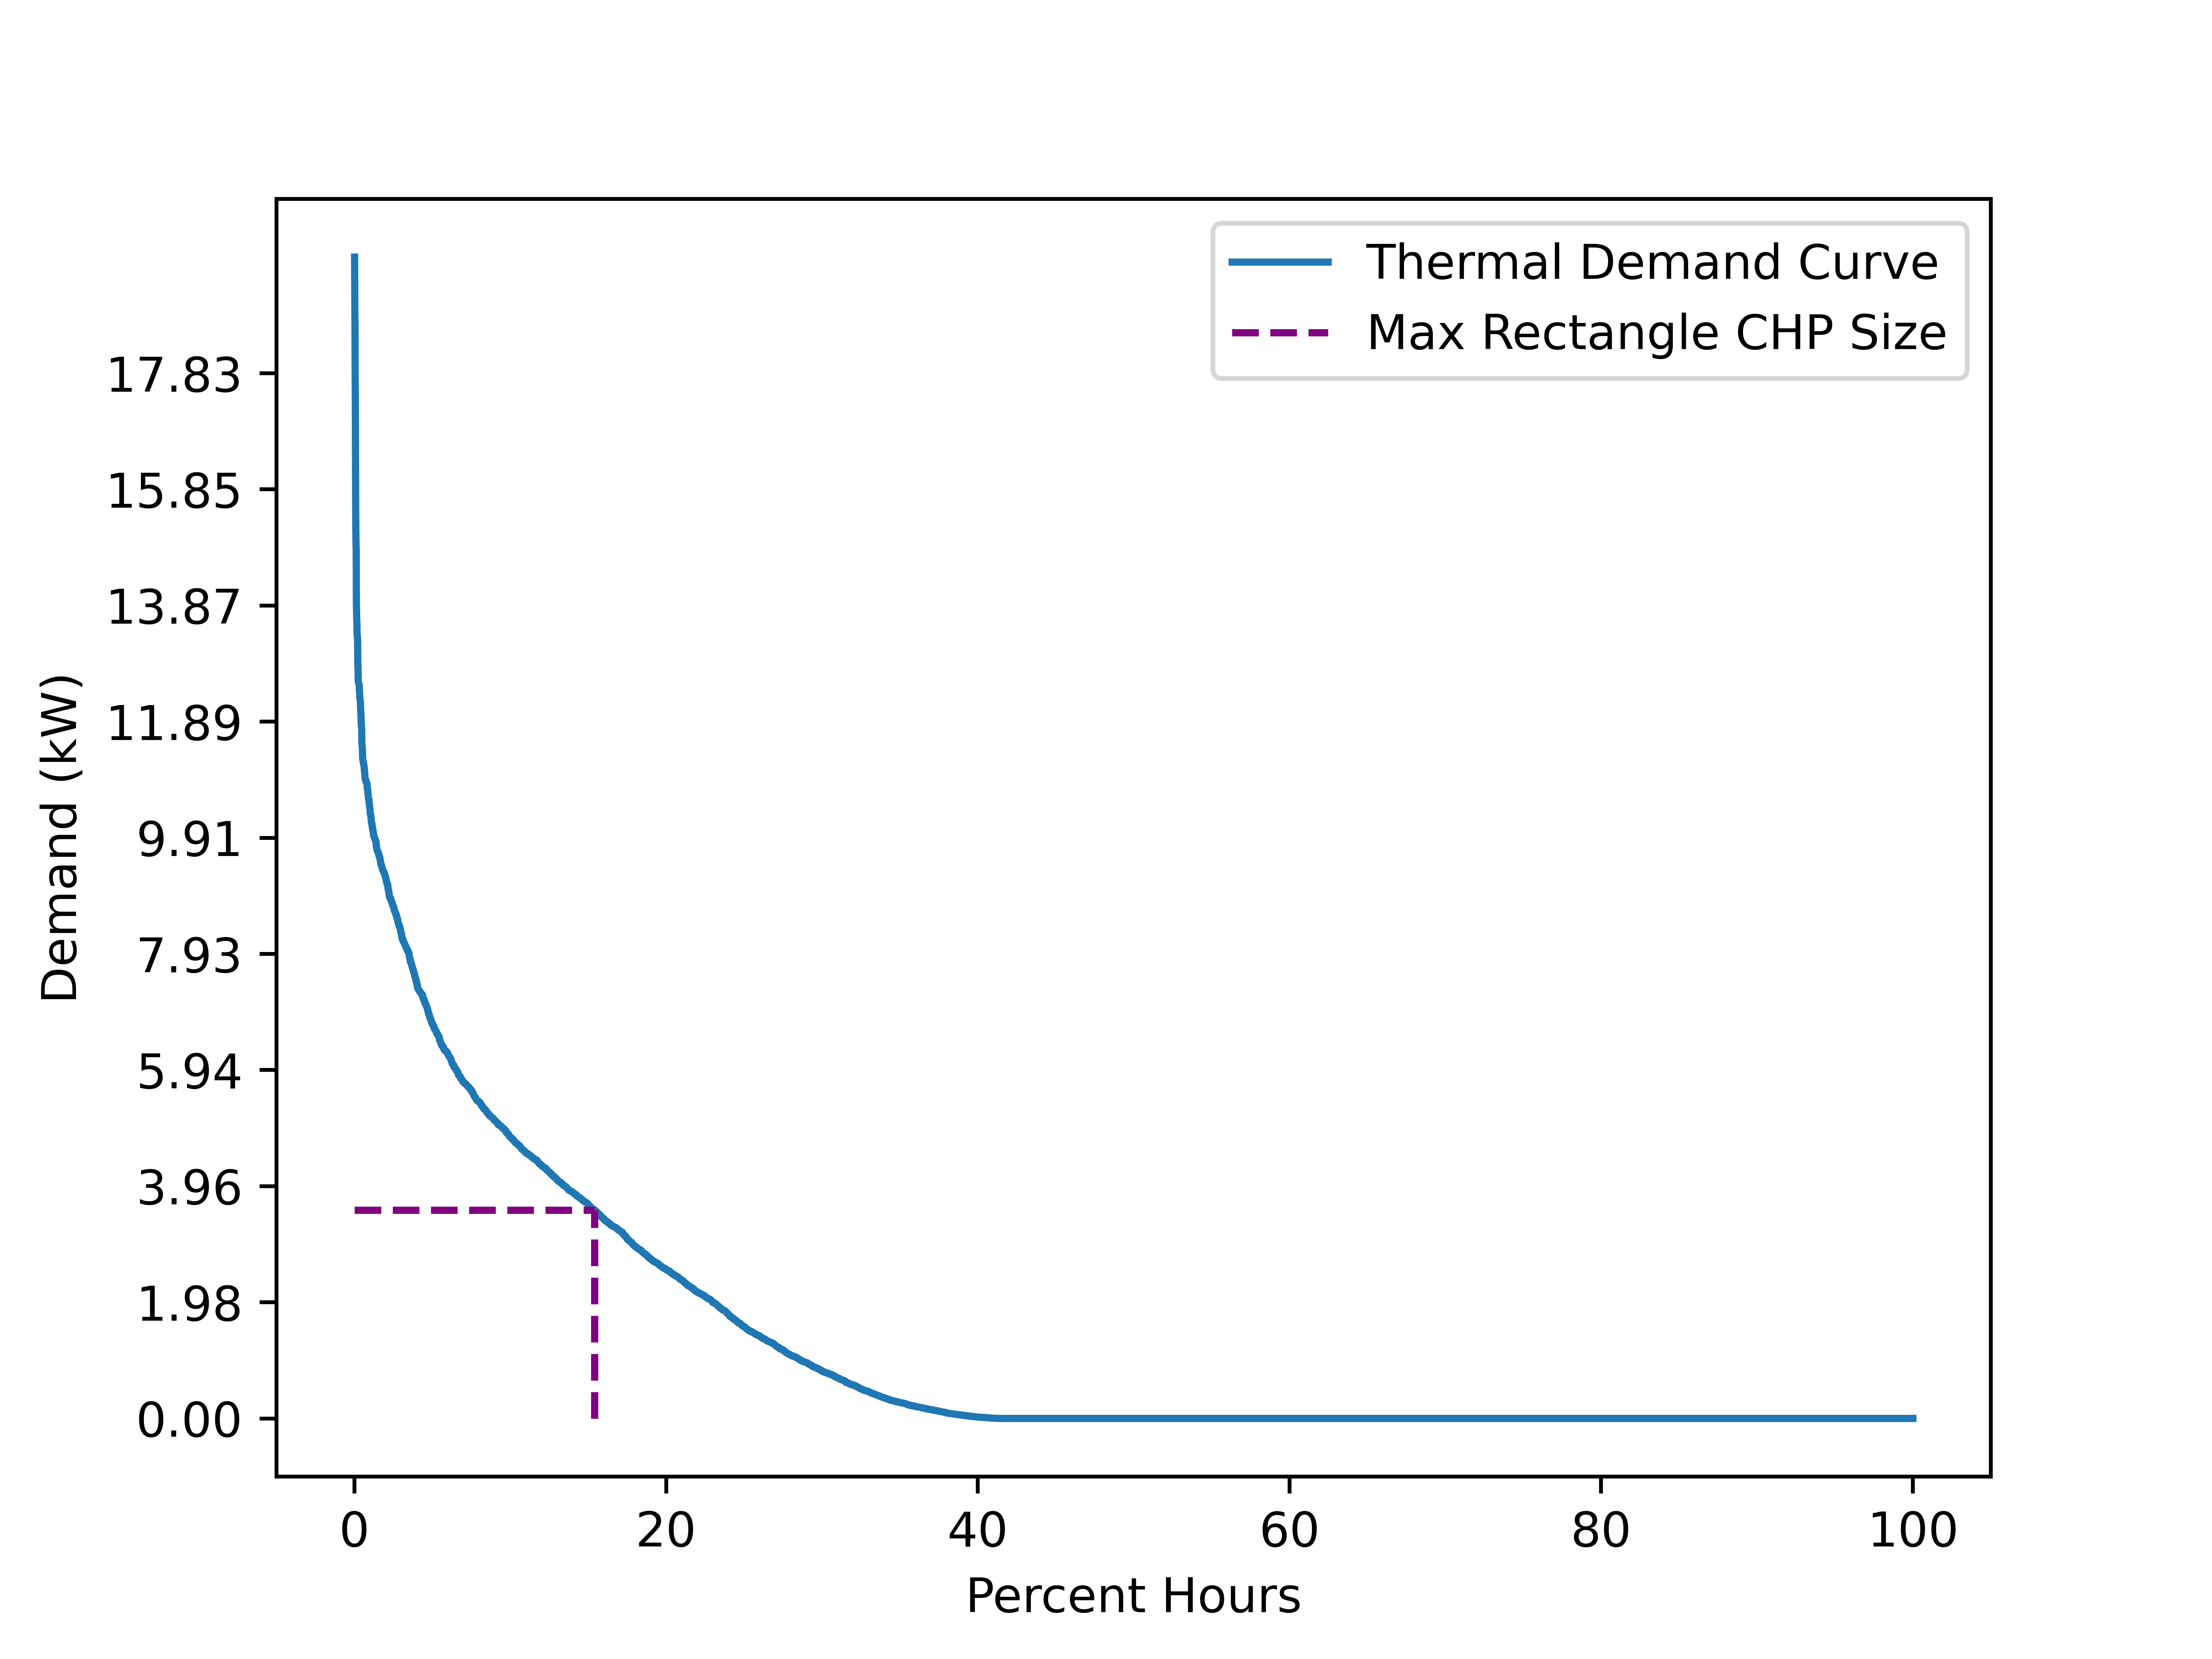 Thermal Demand Curve
Max Rectangle CHP Size
17.83
15.85
13.87
11.89
9.91
7.93
5.94
3.96
1.98
0.00
Demand (kW)
0 20 40 60 80 100
Percent Hours